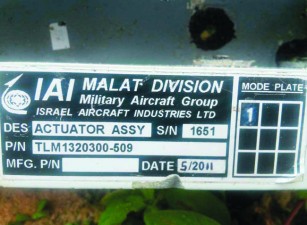 IAI MALAT DIVISION
Military Aircraft Group
ISRAEL AIRCRAFT INDUSTRIES LTD
MODE PLATE
1
DES ACTUATOR ASSY S/N 1651
P/N TLM1320300-509
MFG. P/N DATE 5/2011